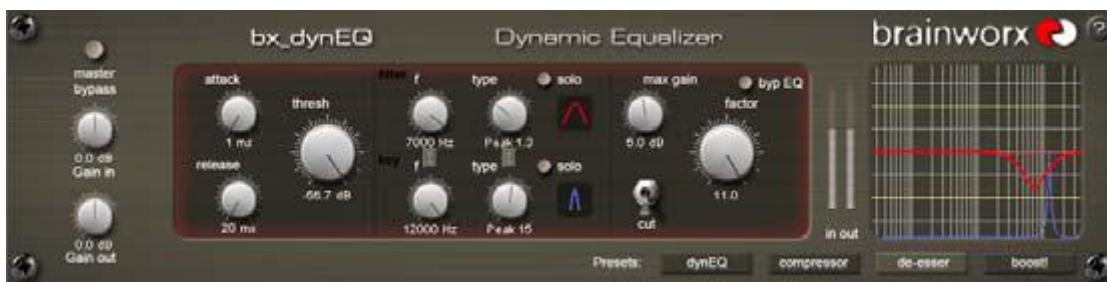 bx_dynEQ Dynamic Equalizer brainworx ?
master bypass
0.0 dB
Gain in
0.0 dB
Gain out
attack
1 ms
release
20 ms
thresh
-56.7 dB
filter f type solo
7000 Hz Peak 1.3
key f type solo
12000 Hz Peak 15
max gain byp EQ
6.0 dB
factor
11.0
cut
in out
Presets: dynEQ compressor de-esser boost!